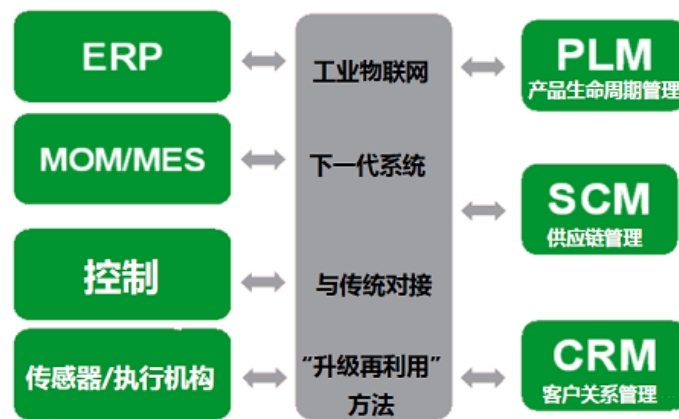 ERP
MOM/MES
控制
传感器/执行机构
工业物联网
下一代系统
与传统对接
“升级再利用”
方法
PLM
产品生命周期管理
SCM
供应链管理
CRM
客户关系管理